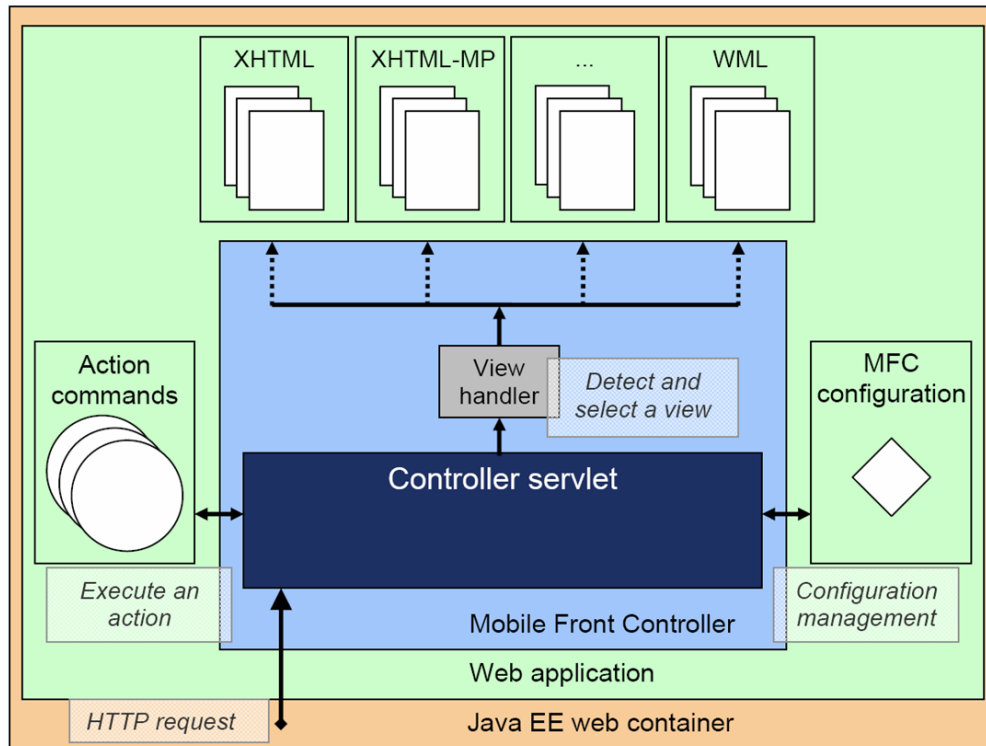 XHTML
XHTML-MP
...
WML
Action
commands
View
handler
Detect and
select a view
MFC
configuration
Controller servlet
Execute an
action
Configuration
management
Mobile Front Controller
Web application
HTTP request
Java EE web container